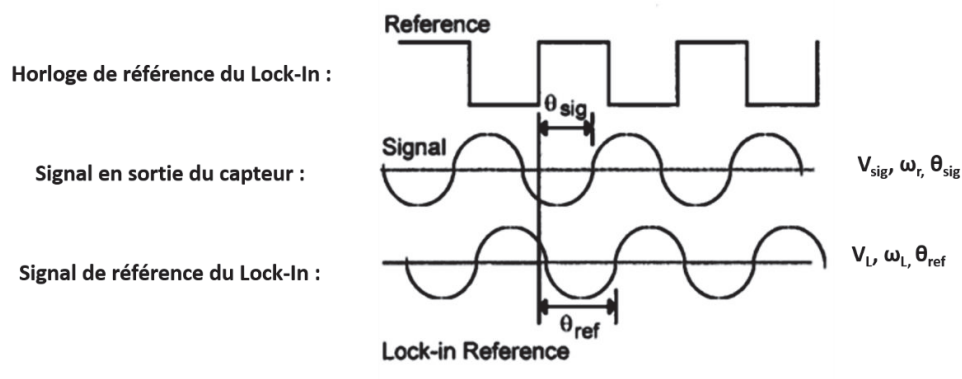 Reference
Horloge de référence du Lock-In :
θsig
Signal
Signal en sortie du capteur :
Vsig, ωr, θsig
Signal de référence du Lock-In :
VL, ωL, θref
θref
Lock-in Reference